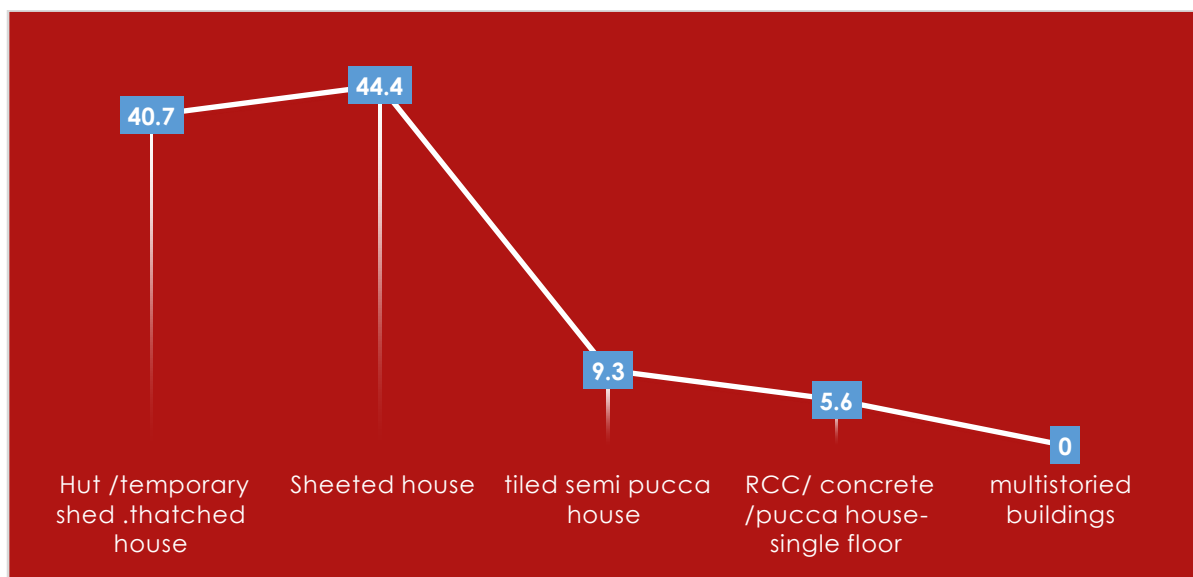 40.7
44.4
9.3
5.6
0
Hut /temporary
shed .thatched
house
Sheeted house
tiled semi pucca
house
RCC/ concrete
/pucca house-
single floor
multistoried
buildings